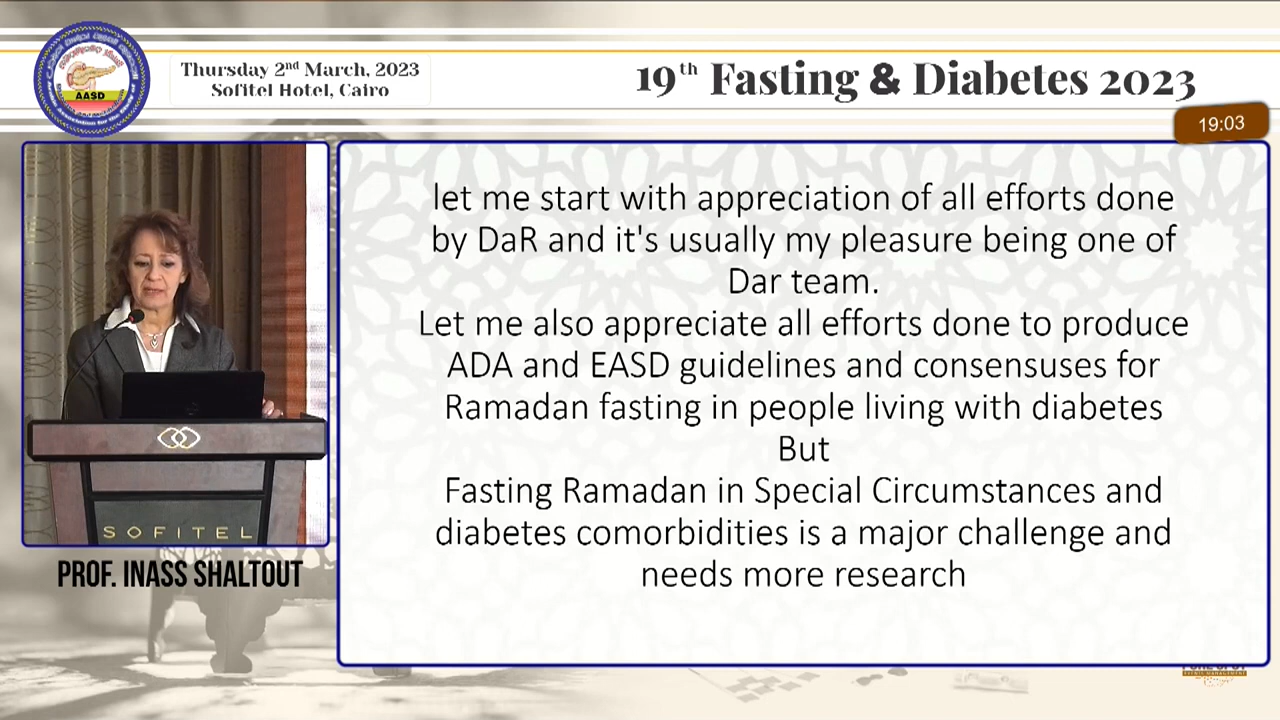 AASD
Thursday 2nd March, 2023
Sofitel Hotel, Cairo
19th Fasting & Diabetes 2023
19:03
let me start with appreciation of all efforts done
by DaR and it's usually my pleasure being one of
Dar team.
Let me also appreciate all efforts done to produce
ADA and EASD guidelines and consensuses for
Ramadan fasting in people living with diabetes
But
Fasting Ramadan in Special Circumstances and
diabetes comorbidities is a major challenge and
needs more research
SOFITEL
PROF. INASS SHALTOUT